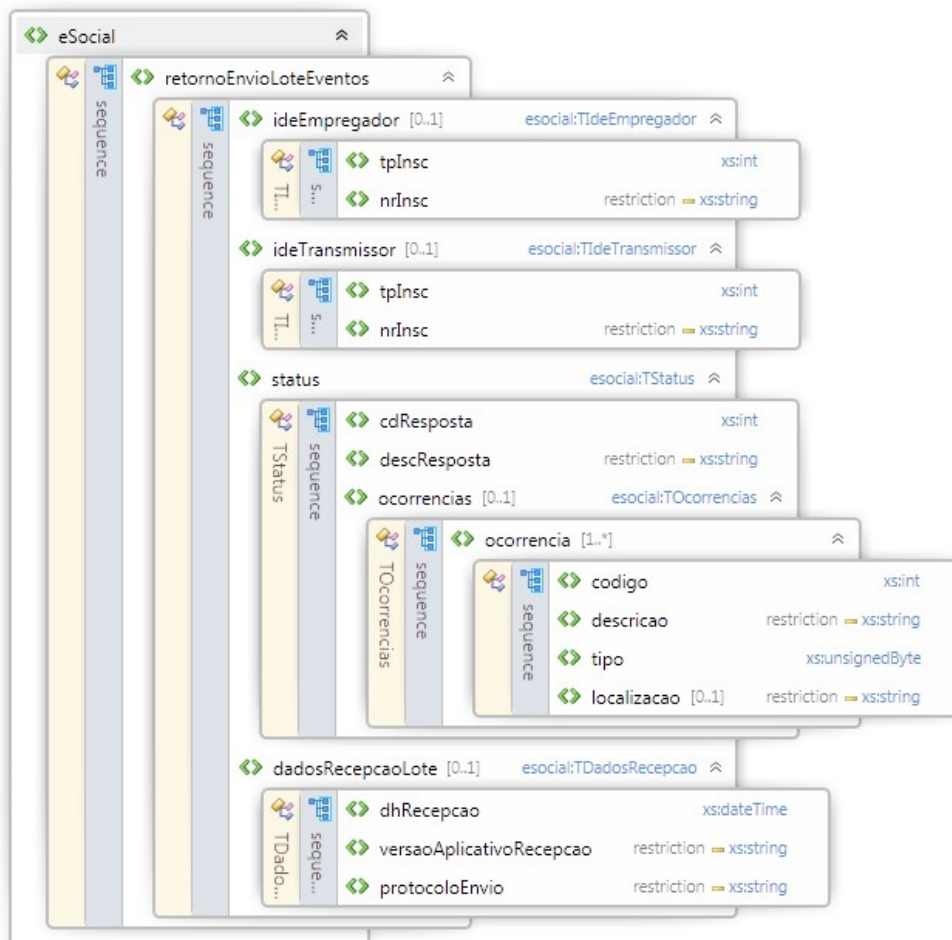 eSocial
sequence
retornoEnvioLoteEventos
sequence
ideEmpregador [0..1] esocial:TIdeEmpregador
TI... s...
tpInsc xs:int
nrInsc restriction xs:string
ideTransmissor [0..1] esocial:TIdeTransmissor
TI... s...
tpInsc xs:int
nrInsc restriction xs:string
status esocial:TStatus
TStatus sequence
cdResposta xs:int
descResposta restriction xs:string
ocorrencias [0..1] esocial:TOcorrencias
TOcorrencias sequence
ocorrencia [1..*]
sequence
codigo xs:int
descricao restriction xs:string
tipo xs:unsignedByte
localizacao [0..1] restriction xs:string
dadosRecepcaoLote [0..1] esocial:TDadosRecepcao
TDado... seque...
dhRecepcao xs:dateTime
versaoAplicativoRecepcao restriction xs:string
protocoloEnvio restriction xs:string